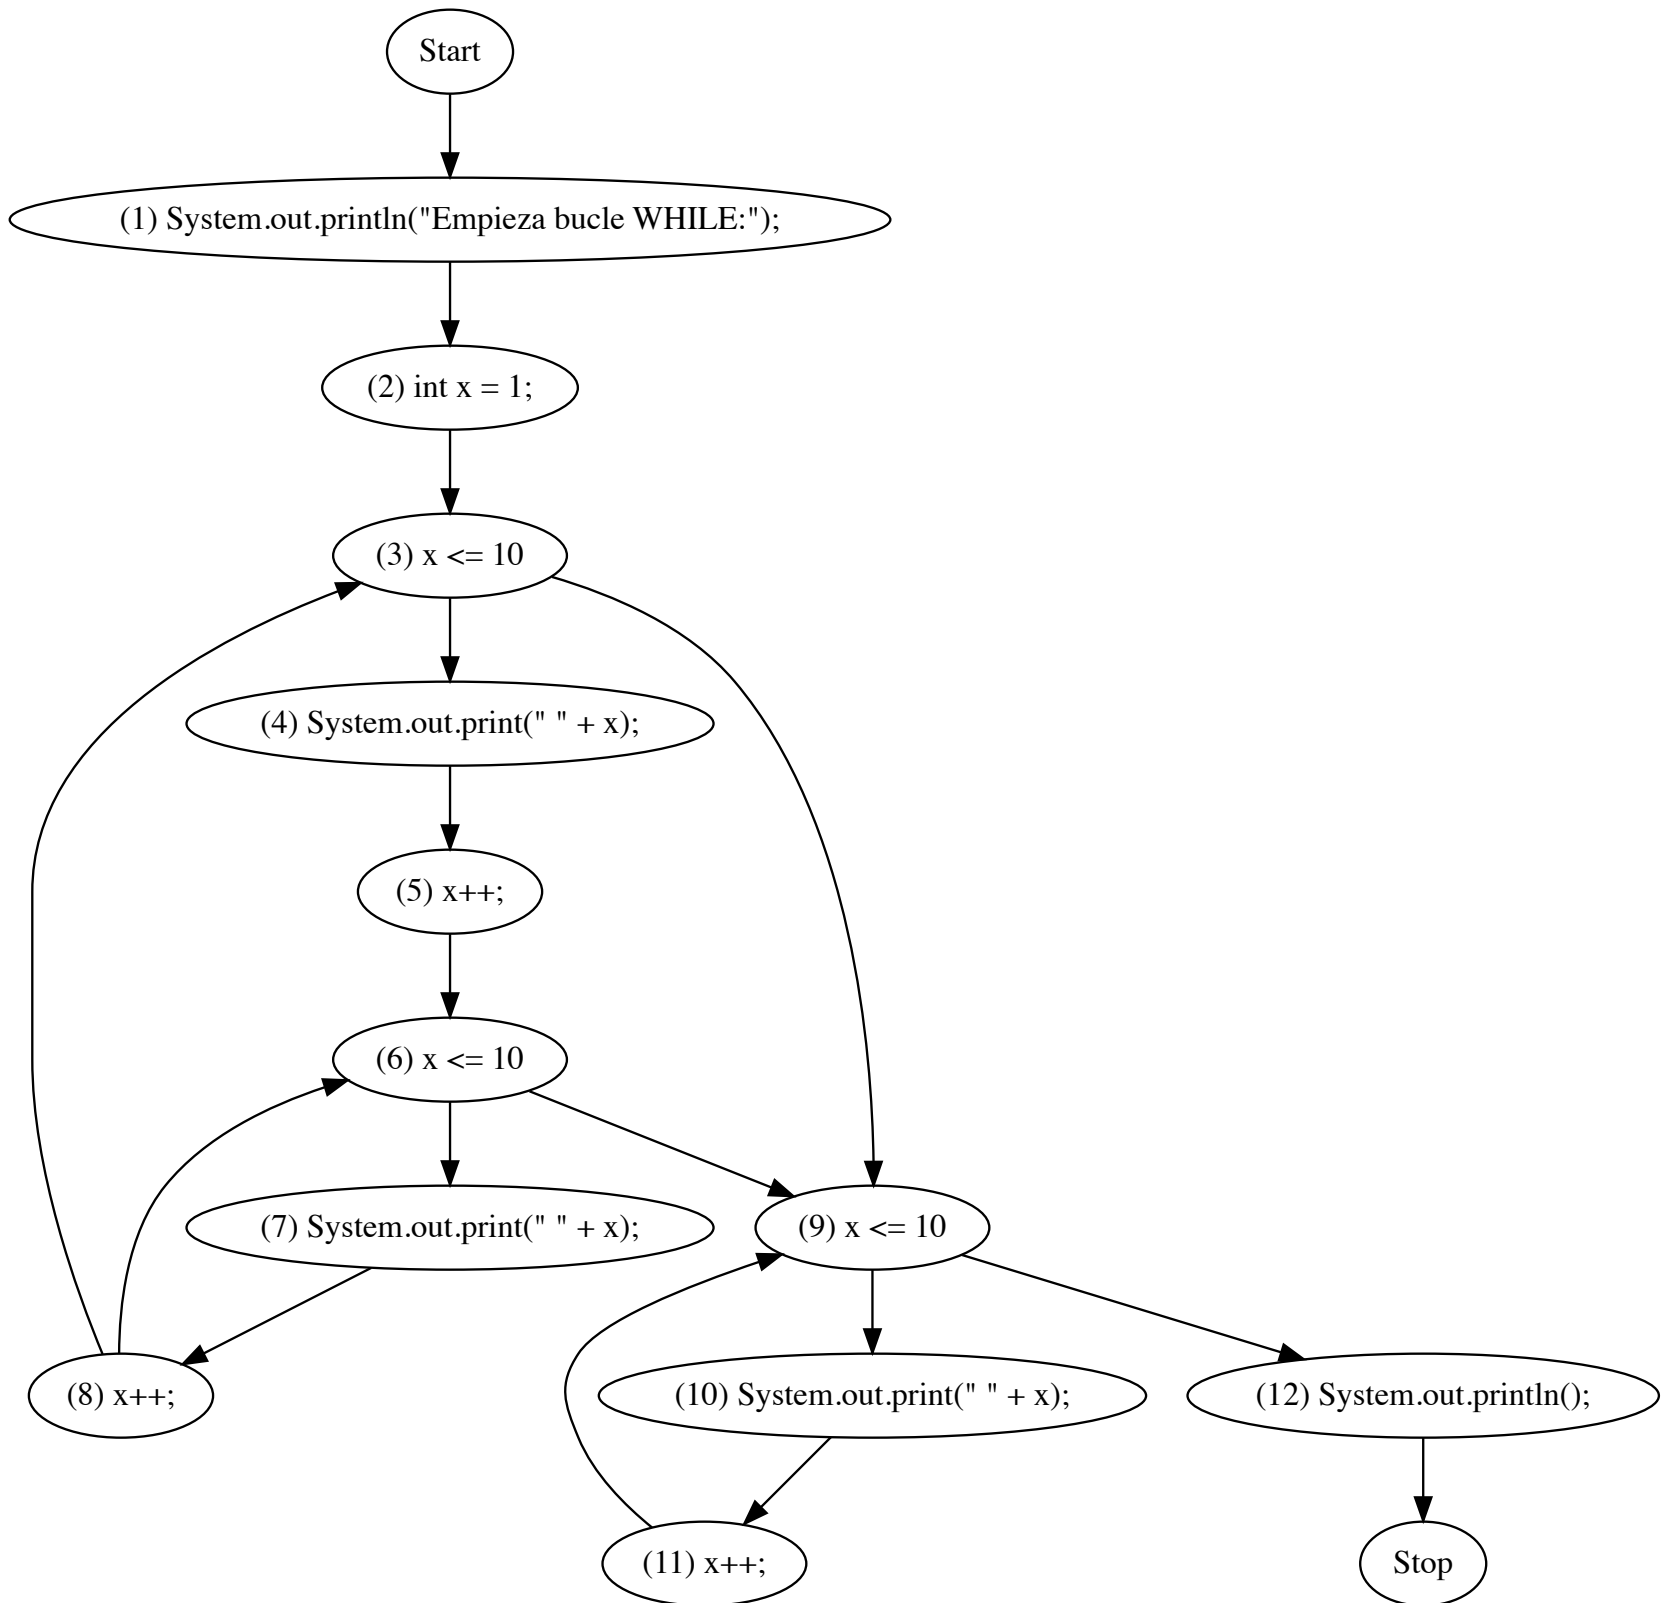 Start
(1) System.out.println("Empieza bucle WHILE:");
(2) int x = 1;
(3) x <= 10
(4) System.out.print(" " + x);
(5) x++;
(6) x <= 10
(7) System.out.print(" " + x);
(9) x <= 10
(8) x++;
(10) System.out.print(" " + x);
(12) System.out.println();
(11) x++;
Stop